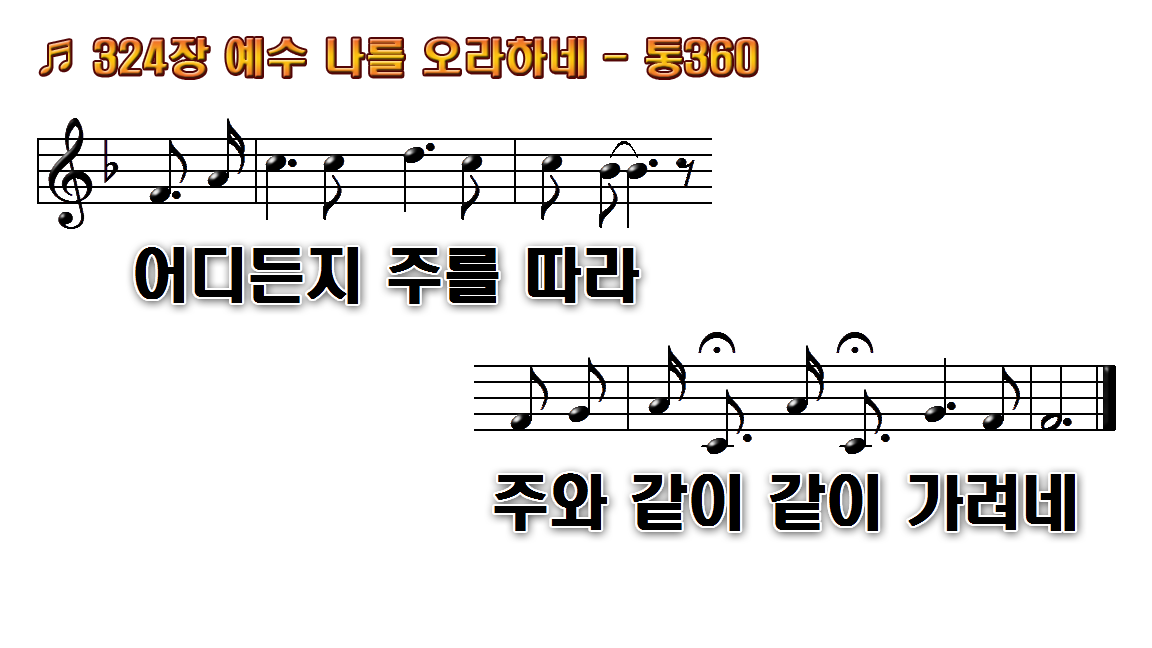 ♬ 324장 예수 나를 오라하네 - 통360
어디든지 주를 따라
주와 같이 같이 가려네